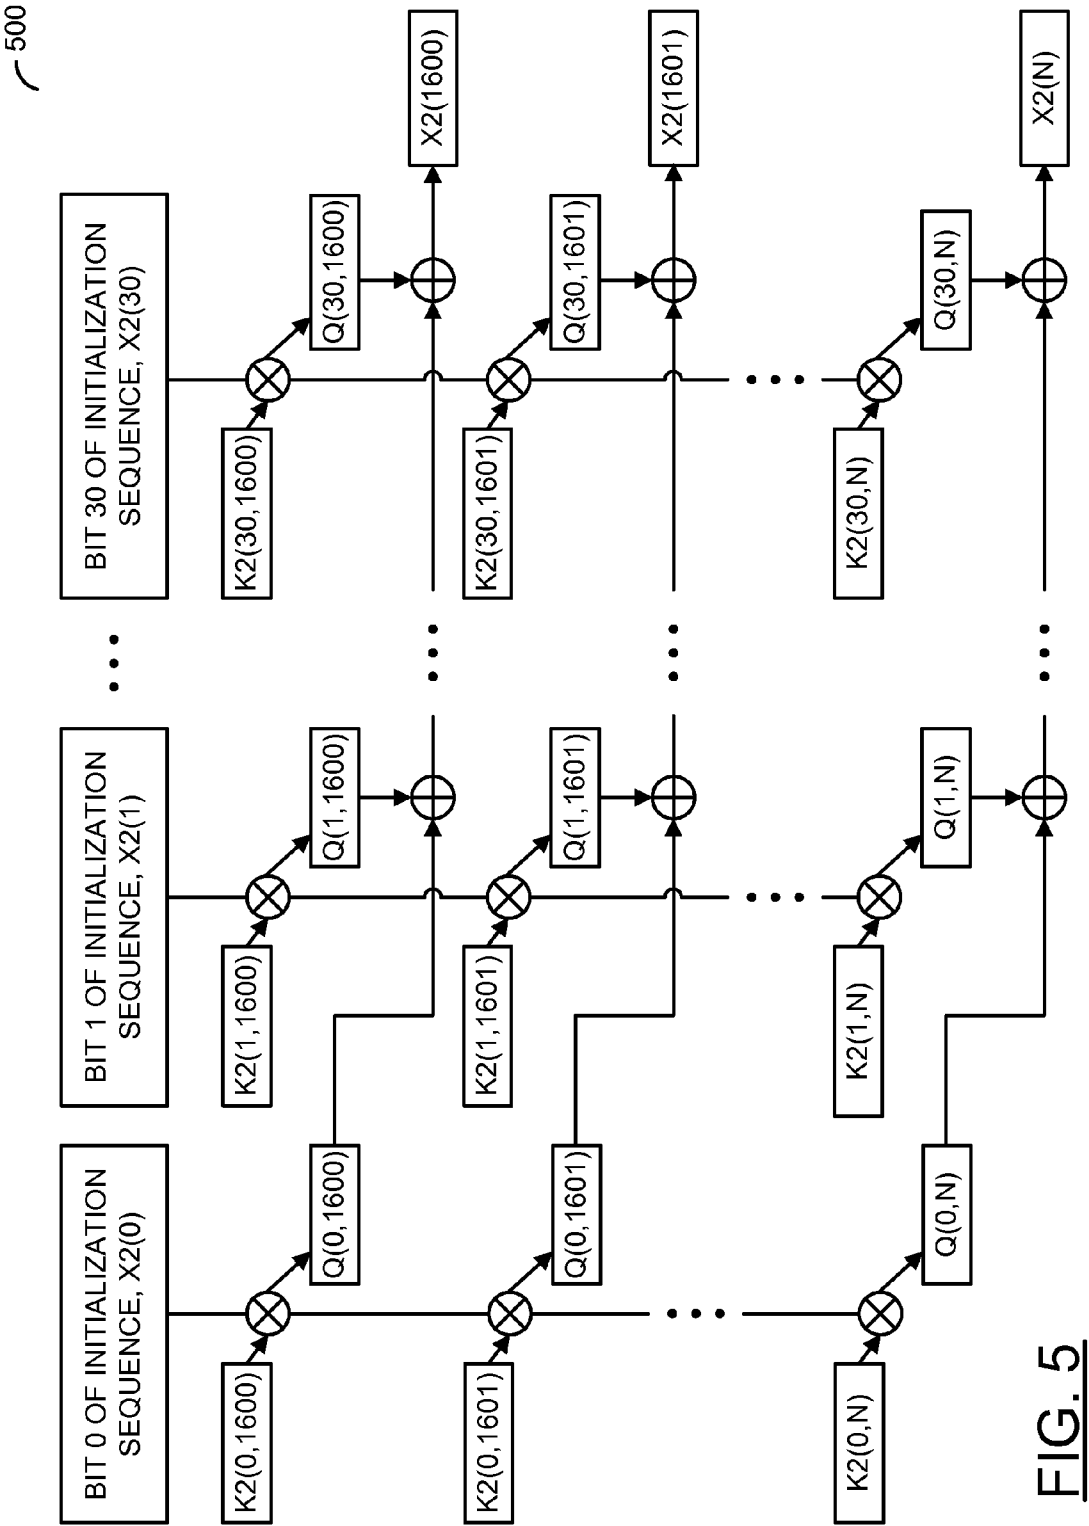 500
BIT 0 OF INITIALIZATION
SEQUENCE, X2(0)
BIT 1 OF INITIALIZATION
SEQUENCE, X2(1)
• • •
BIT 30 OF INITIALIZATION
SEQUENCE, X2(30)
K2(0,1600)
K2(1,1600)
K2(30,1600)
Q(0,1600)
Q(1,1600)
Q(30,1600)
• • •
X2(1600)
K2(0,1601)
K2(1,1601)
K2(30,1601)
Q(0,1601)
Q(1,1601)
Q(30,1601)
• • •
X2(1601)
• • •
• • •
• • •
K2(0,N)
K2(1,N)
K2(30,N)
Q(0,N)
Q(1,N)
Q(30,N)
• • •
X2(N)
FIG. 5